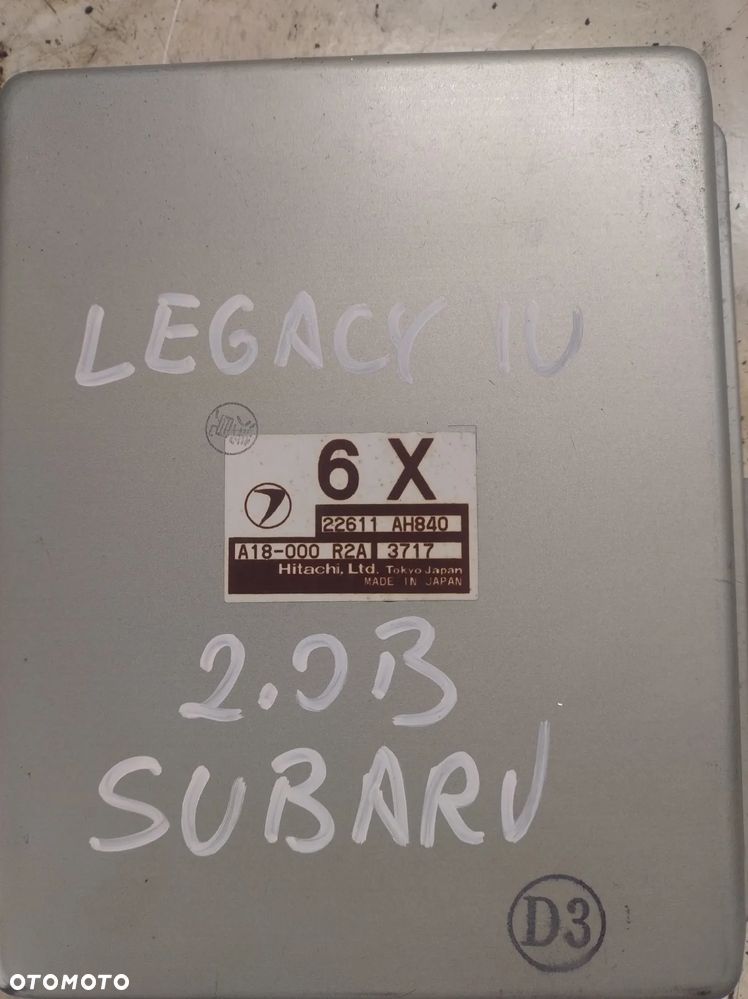 LEGACY IV
6 X
22611 AH840
A18-000 R2A 3717
Hitachi, Ltd. Tokyo Japan
MADE IN JAPAN
2.0B
SUBARU
D3
OTOMOTO